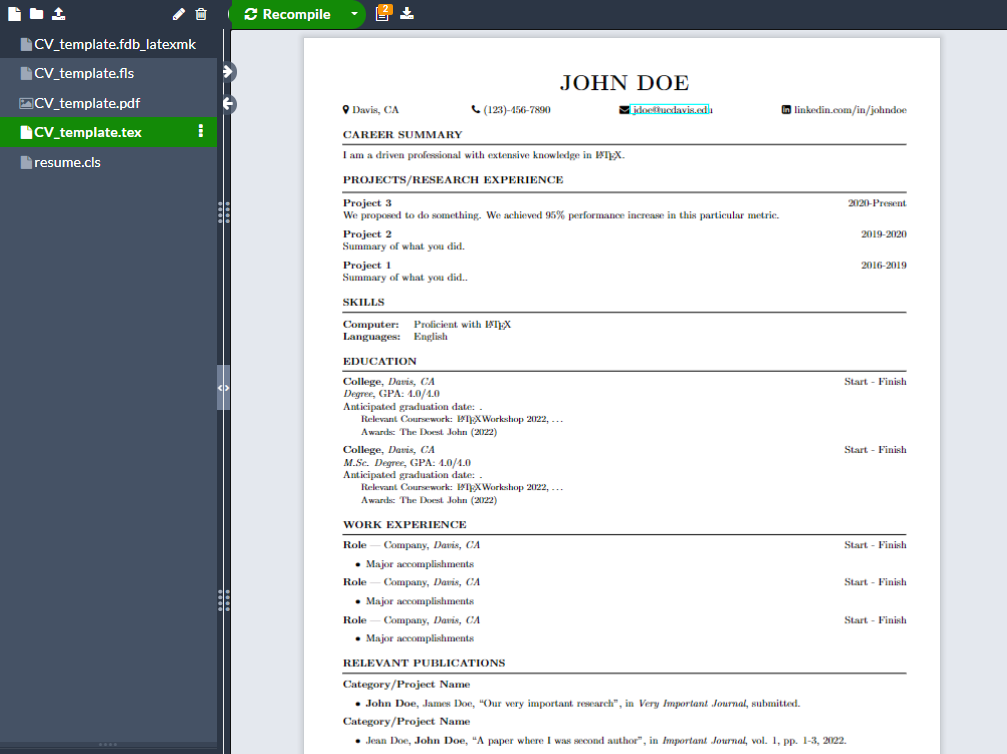 Recompile
2
CV_template.fdb_latexmk
CV_template.fls
CV_template.pdf
CV_template.tex
resume.cls
JOHN DOE
Davis, CA (123)-456-7890 jdoe@ucdavis.edu linkedin.com/in/johndoe
CAREER SUMMARY
I am a driven professional with extensive knowledge in LATEX.
PROJECTS/RESEARCH EXPERIENCE
Project 3 2020-Present
We proposed to do something. We achieved 95% performance increase in this particular metric.
Project 2 2019-2020
Summary of what you did.
Project 1 2016-2019
Summary of what you did..
SKILLS
Computer: Proficient with LATEX
Languages: English
EDUCATION
College, Davis, CA Start - Finish
Degree, GPA: 4.0/4.0
Anticipated graduation date: .
Relevant Coursework: LATEXWorkshop 2022, ...
Awards: The Doest John (2022)
College, Davis, CA Start - Finish
M.Sc. Degree, GPA: 4.0/4.0
Anticipated graduation date: .
Relevant Coursework: LATEXWorkshop 2022, ...
Awards: The Doest John (2022)
WORK EXPERIENCE
Role — Company, Davis, CA Start - Finish
• Major accomplishments
Role — Company, Davis, CA Start - Finish
• Major accomplishments
Role — Company, Davis, CA Start - Finish
• Major accomplishments
RELEVANT PUBLICATIONS
Category/Project Name
• John Doe, James Doe, “Our very important research”, in Very Important Journal, submitted.
Category/Project Name
• Jean Doe, John Doe, “A paper where I was second author”, in Important Journal, vol. 1, pp. 1-3, 2022.